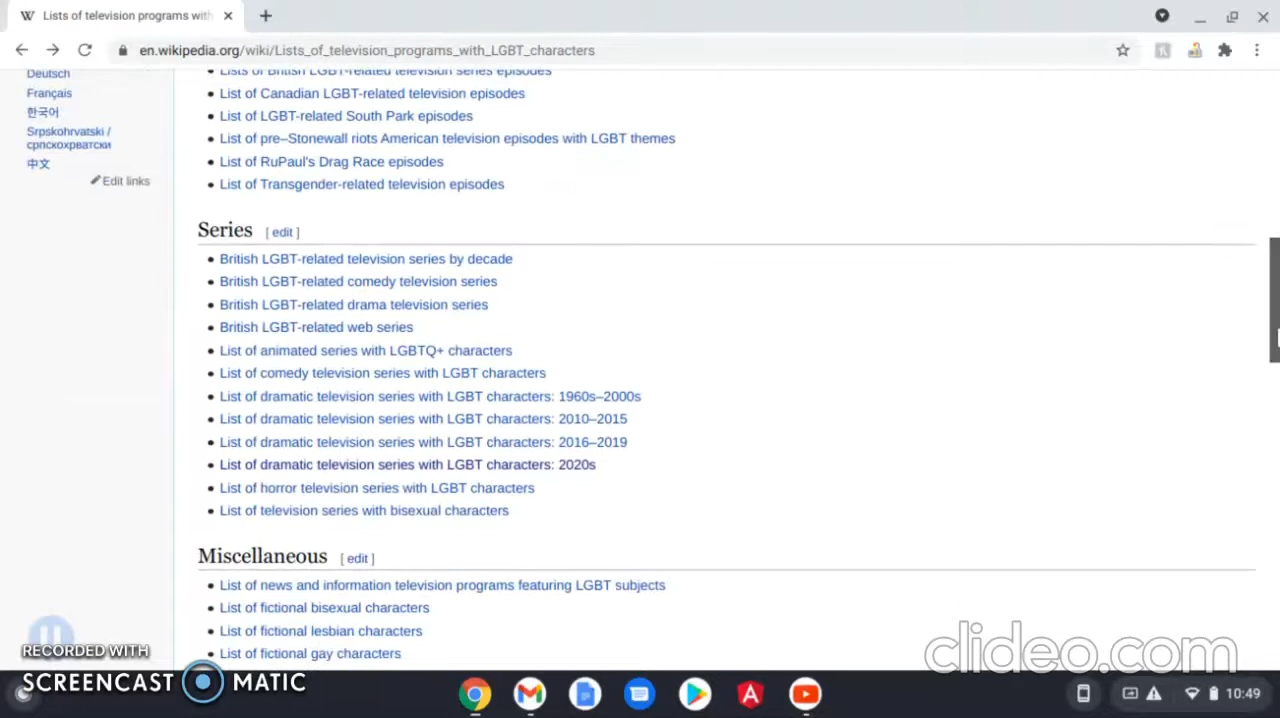 Lists of television programs with
en.wikipedia.org/wiki/Lists_of_television_programs_with_LGBT_characters
Deutsch
Français
한국어
Srpskohrvatski /
српскохрватски
中文
Edit links
Lists of British LGBT-related television series episodes
List of Canadian LGBT-related television episodes
List of LGBT-related South Park episodes
List of pre–Stonewall riots American television episodes with LGBT themes
List of RuPaul's Drag Race episodes
List of Transgender-related television episodes
Series [ edit ]
British LGBT-related television series by decade
British LGBT-related comedy television series
British LGBT-related drama television series
British LGBT-related web series
List of animated series with LGBTQ+ characters
List of comedy television series with LGBT characters
List of dramatic television series with LGBT characters: 1960s–2000s
List of dramatic television series with LGBT characters: 2010–2015
List of dramatic television series with LGBT characters: 2016–2019
List of dramatic television series with LGBT characters: 2020s
List of horror television series with LGBT characters
List of television series with bisexual characters
Miscellaneous [ edit ]
List of news and information television programs featuring LGBT subjects
List of fictional bisexual characters
List of fictional lesbian characters
List of fictional gay characters
RECORDED WITH
SCREENCAST MATIC
clideo.com
10:49